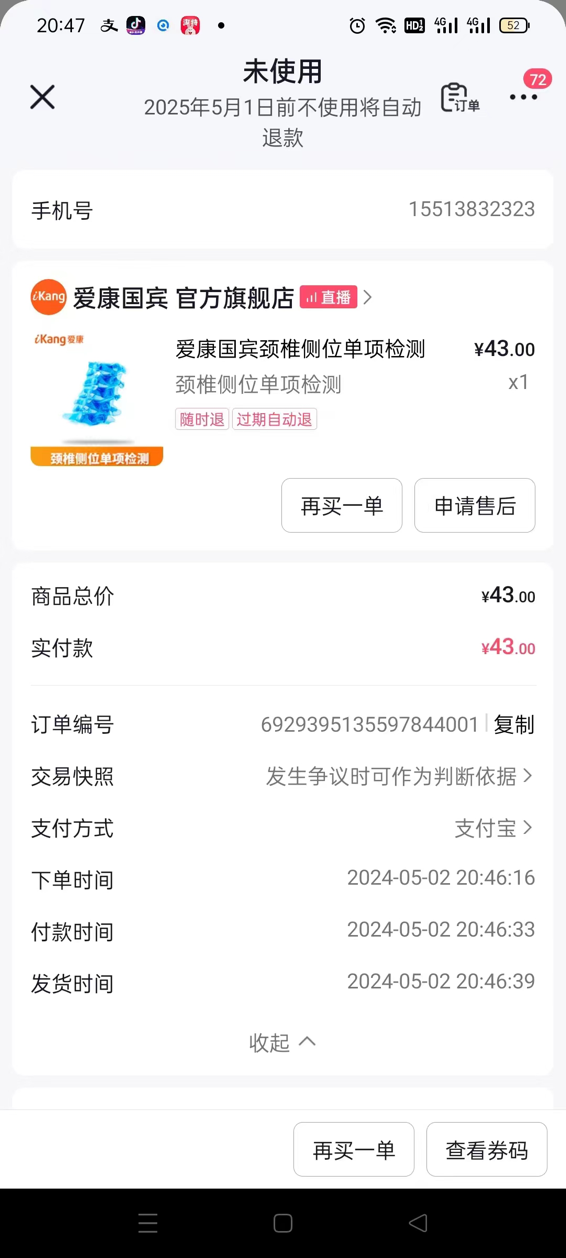 20:47
支
HD2 4G 4G 52
未使用
2025年5月1日前不使用将自动
退款
订单
72
手机号 15513832323
iKang 爱康国宾 官方旗舰店 直播
iKang爱康
爱康国宾颈椎侧位单项检测 ¥43.00
颈椎侧位单项检测 x1
随时退 过期自动退
颈椎侧位单项检测
再买一单 申请售后
商品总价 ¥43.00
实付款 ¥43.00
订单编号 6929395135597844001 复制
交易快照 发生争议时可作为判断依据
支付方式 支付宝
下单时间 2024-05-02 20:46:16
付款时间 2024-05-02 20:46:33
发货时间 2024-05-02 20:46:39
收起
再买一单 查看券码